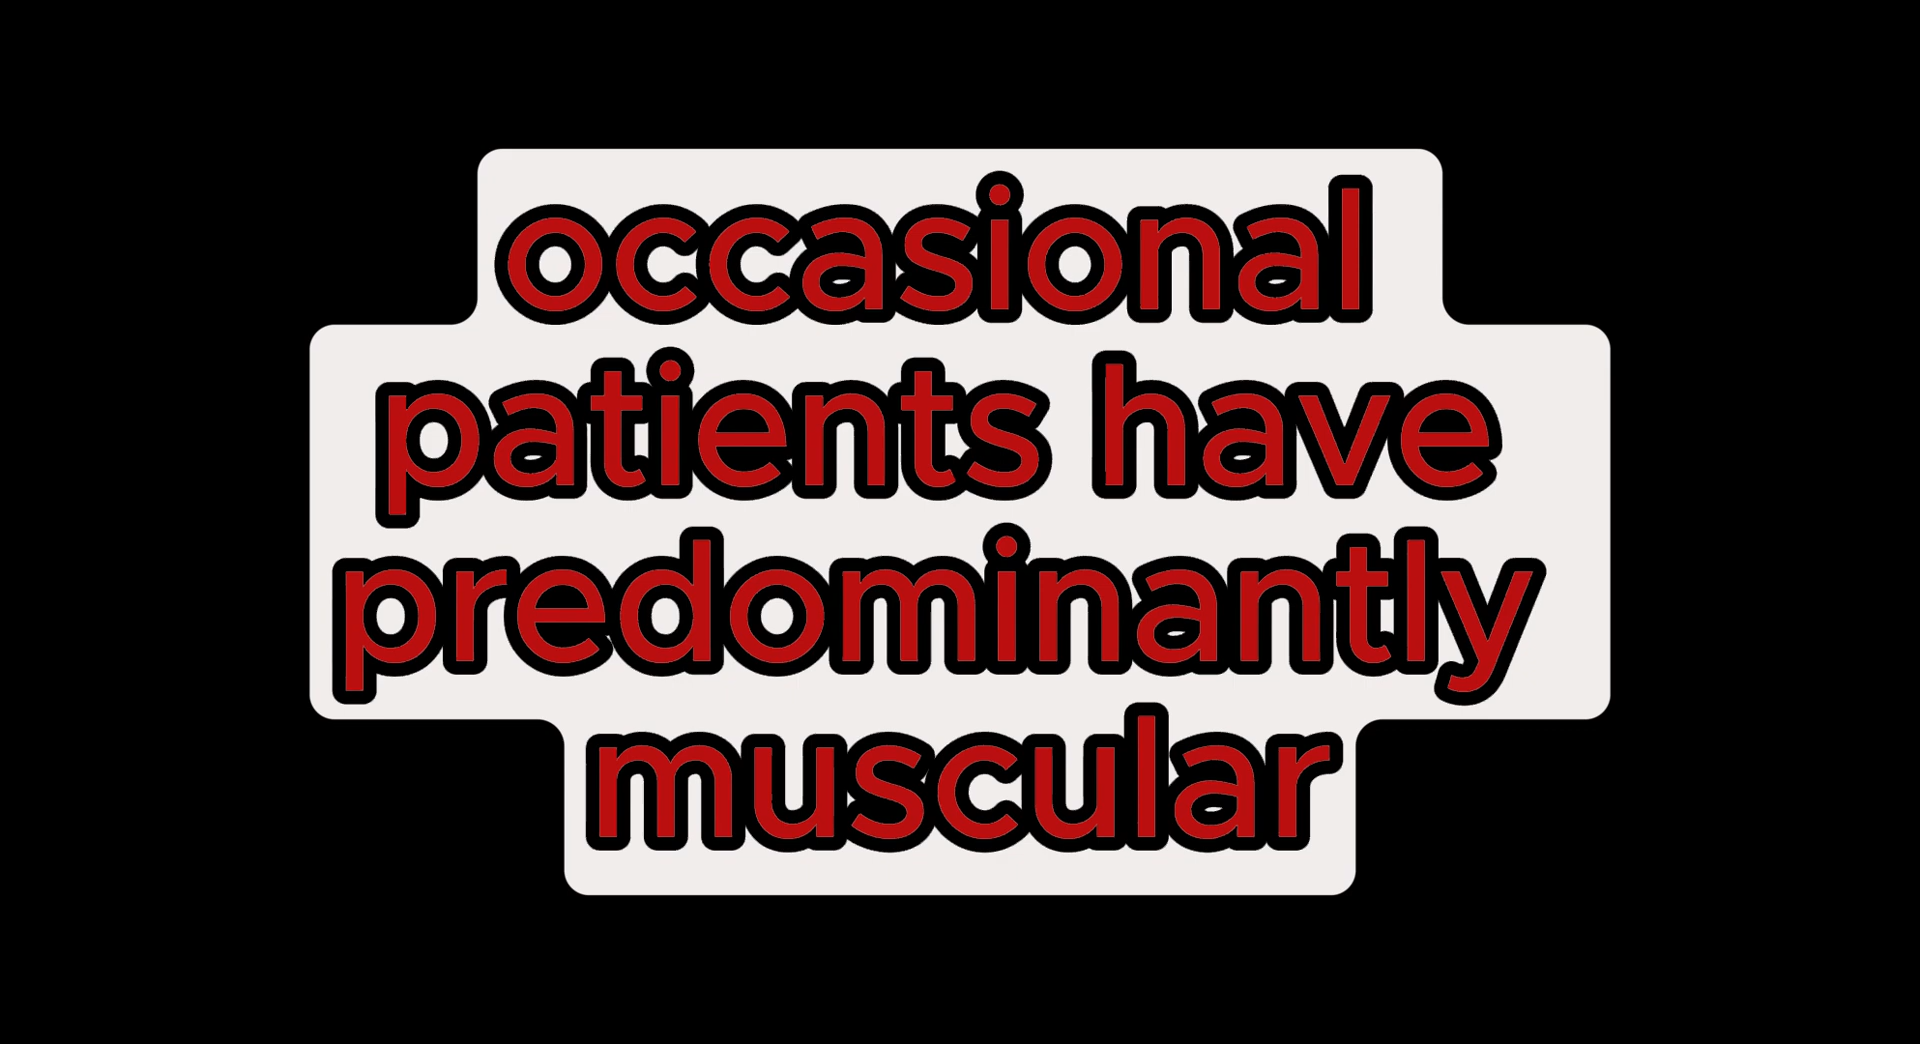 occasional
patients have
predominantly
muscular